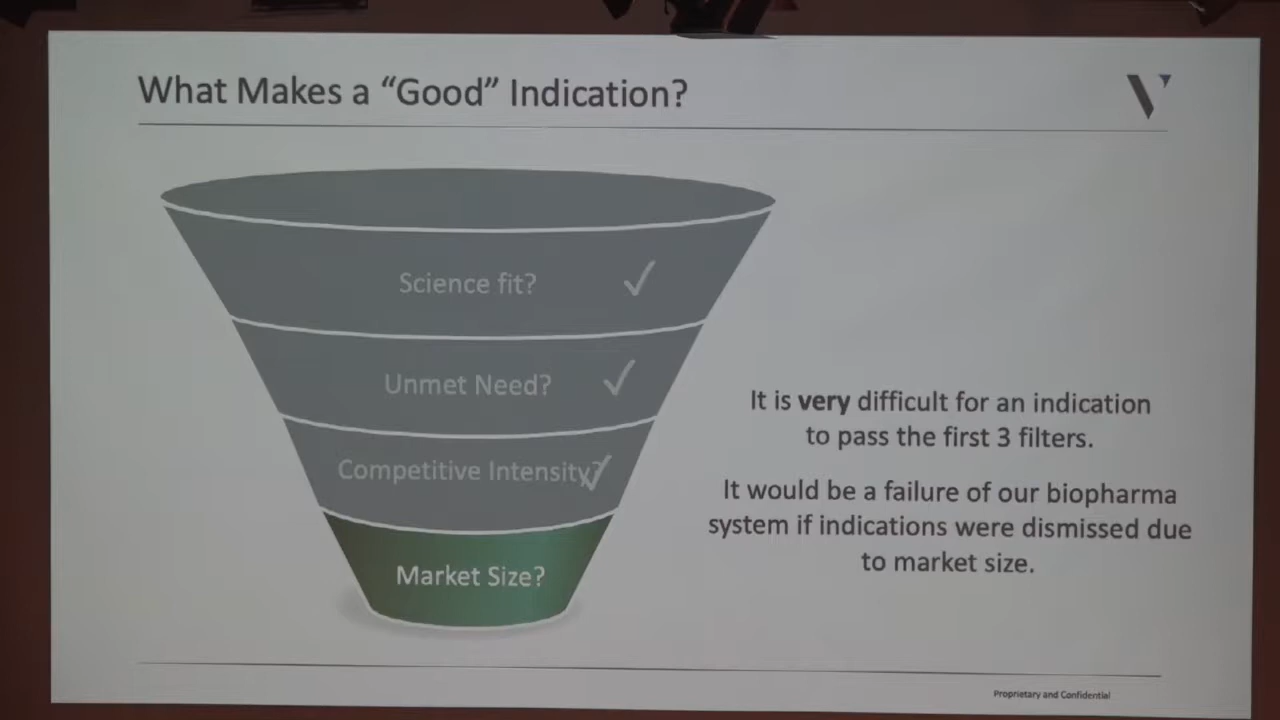 What Makes a “Good” Indication?
Science fit?
Unmet Need?
Competitive Intensity?
Market Size?
It is very difficult for an indication
to pass the first 3 filters.
It would be a failure of our biopharma
system if indications were dismissed due
to market size.
Proprietary and Confidential